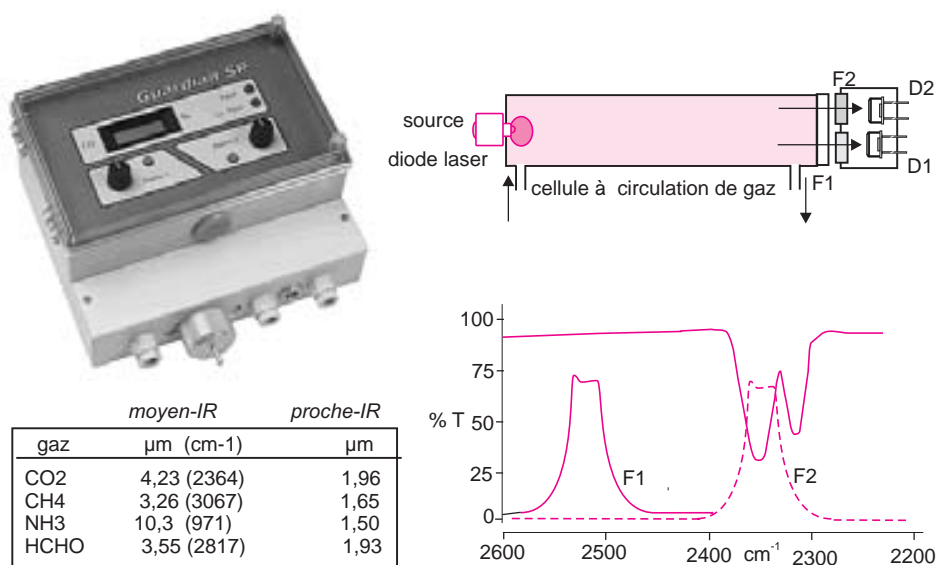 Guardian SP
F2
D2
source
diode laser
D1
cellule à circulation de gaz
F1
moyen-IR proche-IR
gaz µm (cm-1) µm
CO2 4,23 (2364) 1,96
CH4 3,26 (3067) 1,65
NH3 10,3 (971) 1,50
HCHO 3,55 (2817) 1,93
100
75
% T 50
25
0
F1
F2
2600 2500 2400 cm-1 2300 2200